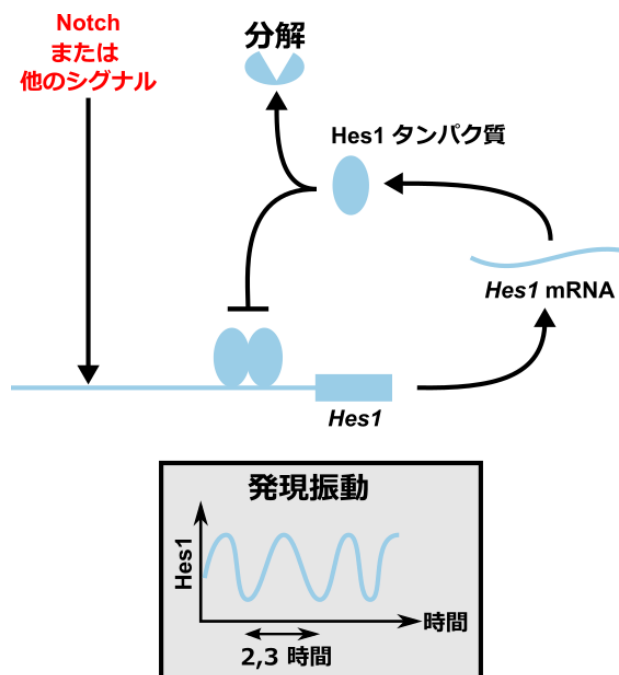 Notch
または
他のシグナル
分解
Hes1 タンパク質
Hes1 mRNA
Hes1
発現振動
Hes1
時間
2,3 時間